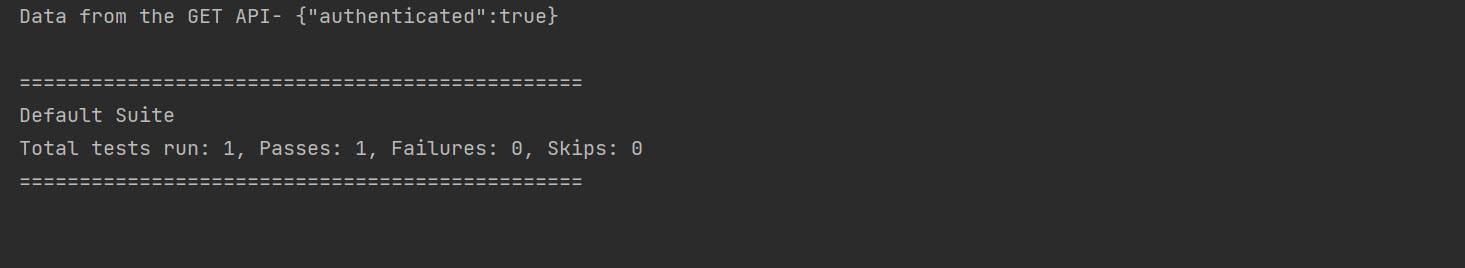 Data from the GET API- {"authenticated":true}
===============================================
Default Suite
Total tests run: 1, Passes: 1, Failures: 0, Skips: 0
===============================================